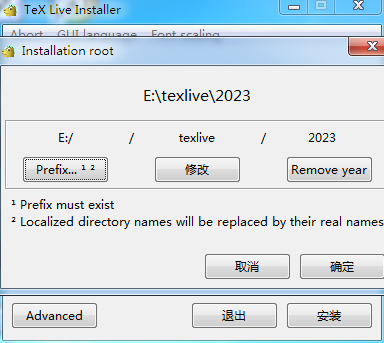 TeX Live Installer
Abort GUI language Font scaling
Installation root
E:\texlive\2023
E:/ / texlive / 2023
Prefix... ¹ ² 修改 Remove year
¹ Prefix must exist
² Localized directory names will be replaced by their real names
取消 确定
Advanced 退出 安装